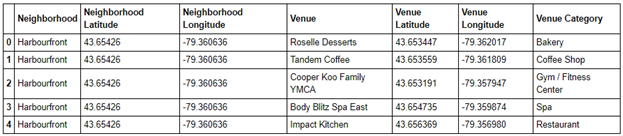 Neighborhood Neighborhood Latitude Neighborhood Longitude Venue Venue Latitude Venue Longitude Venue Category
0 Harbourfront 43.65426 -79.360636 Roselle Desserts 43.653447 -79.362017 Bakery
1 Harbourfront 43.65426 -79.360636 Tandem Coffee 43.653559 -79.361809 Coffee Shop
2 Harbourfront 43.65426 -79.360636 Cooper Koo Family YMCA 43.653191 -79.357947 Gym / Fitness Center
3 Harbourfront 43.65426 -79.360636 Body Blitz Spa East 43.654735 -79.359874 Spa
4 Harbourfront 43.65426 -79.360636 Impact Kitchen 43.656369 -79.356980 Restaurant